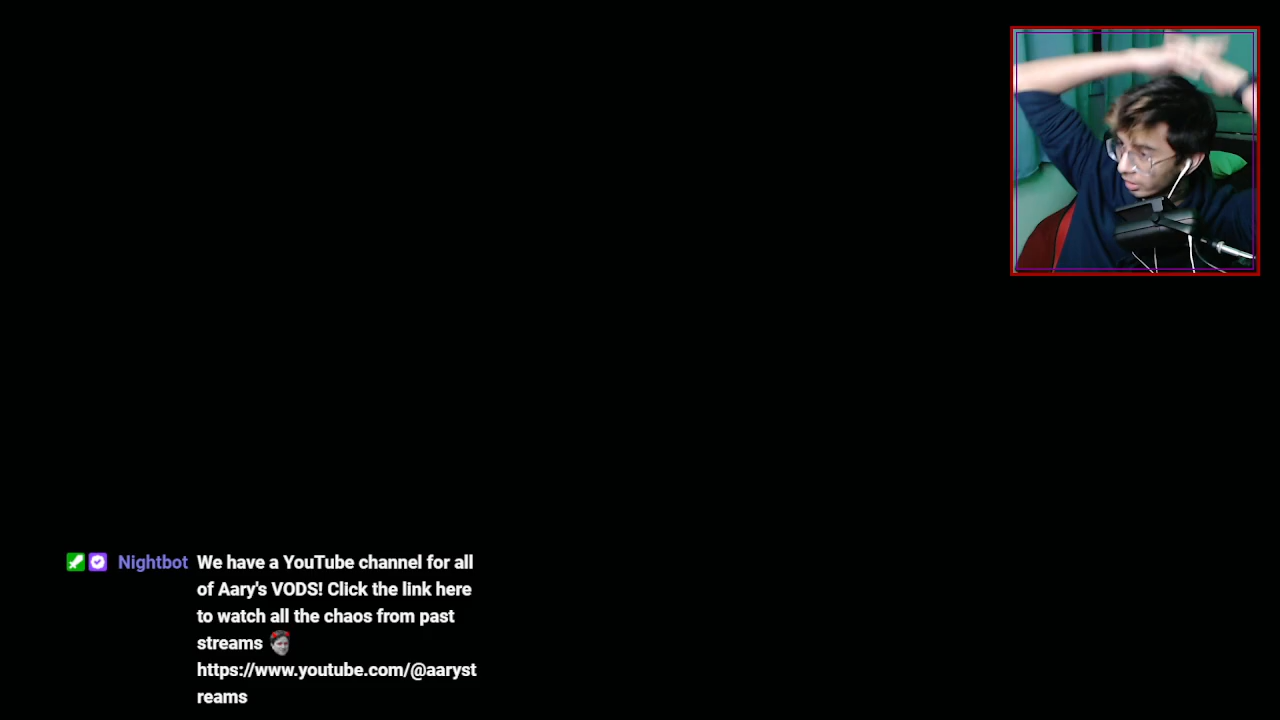 Nightbot We have a YouTube channel for all
of Aary's VODS! Click the link here
to watch all the chaos from past
streams
https://www.youtube.com/@aaryst
reams